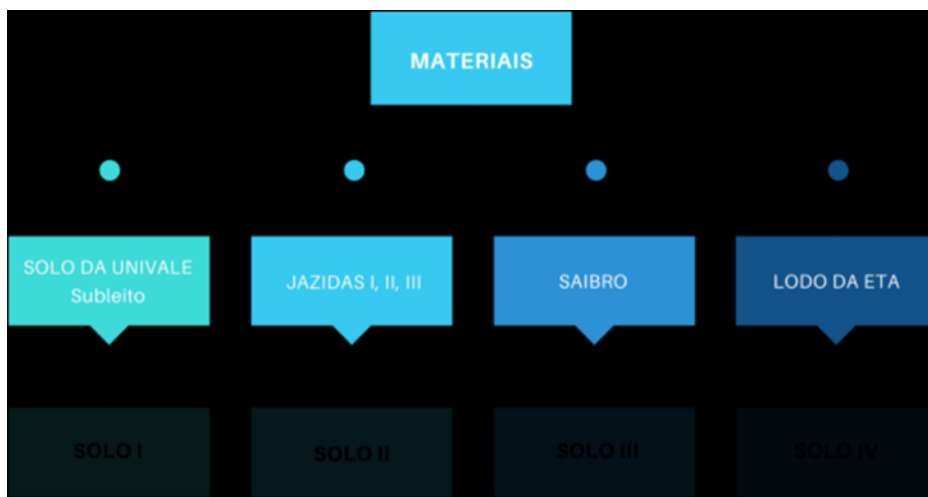 MATERIAIS
SOLO DA UNIVALE
Subleito
JAZIDAS I, II, III
SAIBRO
LODO DA ETA
SOLO I
SOLO II
SOLO III
SOLO IV